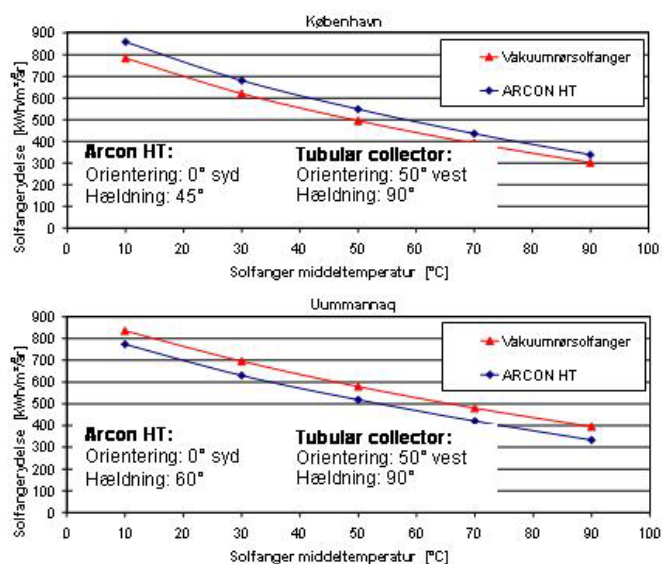 København
Solfangerydelse [kWh/m²/år]
900
800
700
600
500
400
300
200
100
0
Vakuumrørsolfanger
ARCON HT
Arcon HT:
Orientering: 0° syd
Hældning: 45°
Tubular collector:
Orientering: 50° vest
Hældning: 90°
0 10 20 30 40 50 60 70 80 90 100
Solfanger middeltemperatur [°C]
Uummannaq
Solfangerydelse [kWh/m²/år]
900
800
700
600
500
400
300
200
100
0
Vakuumrørsolfanger
ARCON HT
Arcon HT:
Orientering: 0° syd
Hældning: 60°
Tubular collector:
Orientering: 50° vest
Hældning: 90°
0 10 20 30 40 50 60 70 80 90 100
Solfanger middeltemperatur [°C]